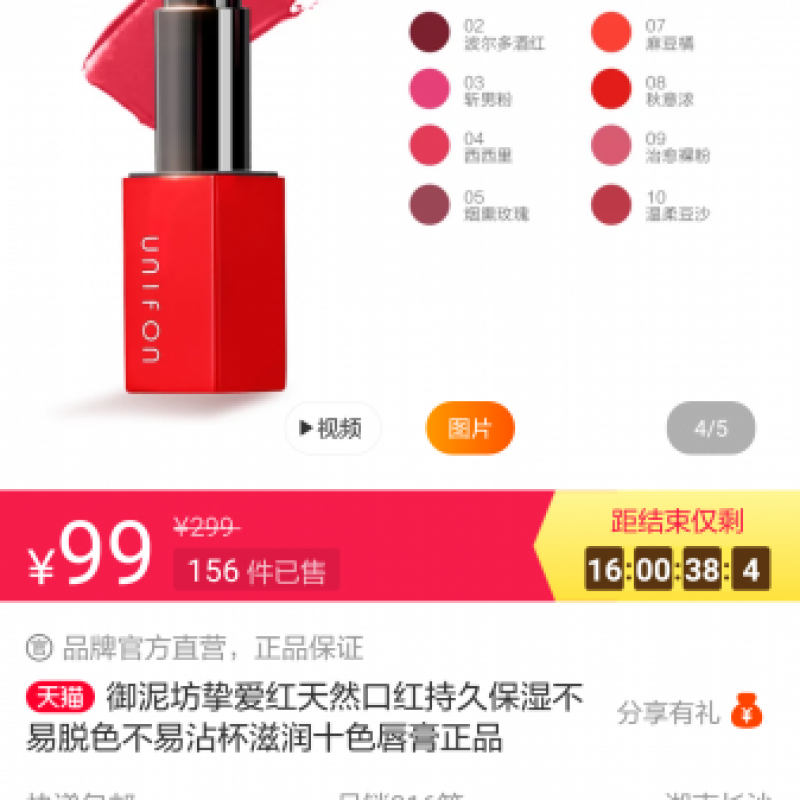 02
波尔多酒红
07
麻豆橘
03
斩男粉
08
秋意浓
04
西西里
09
治愈裸粉
05
烟熏玫瑰
10
温柔豆沙
UNIFON
视频
图片
4/5
¥99
¥299
156 件已售
距结束仅剩
16:00:38: 4
官 品牌官方直营，正品保证
天猫 御泥坊挚爱红天然口红持久保湿不
易脱色不易沾杯滋润十色唇膏正品
分享有礼 ¥